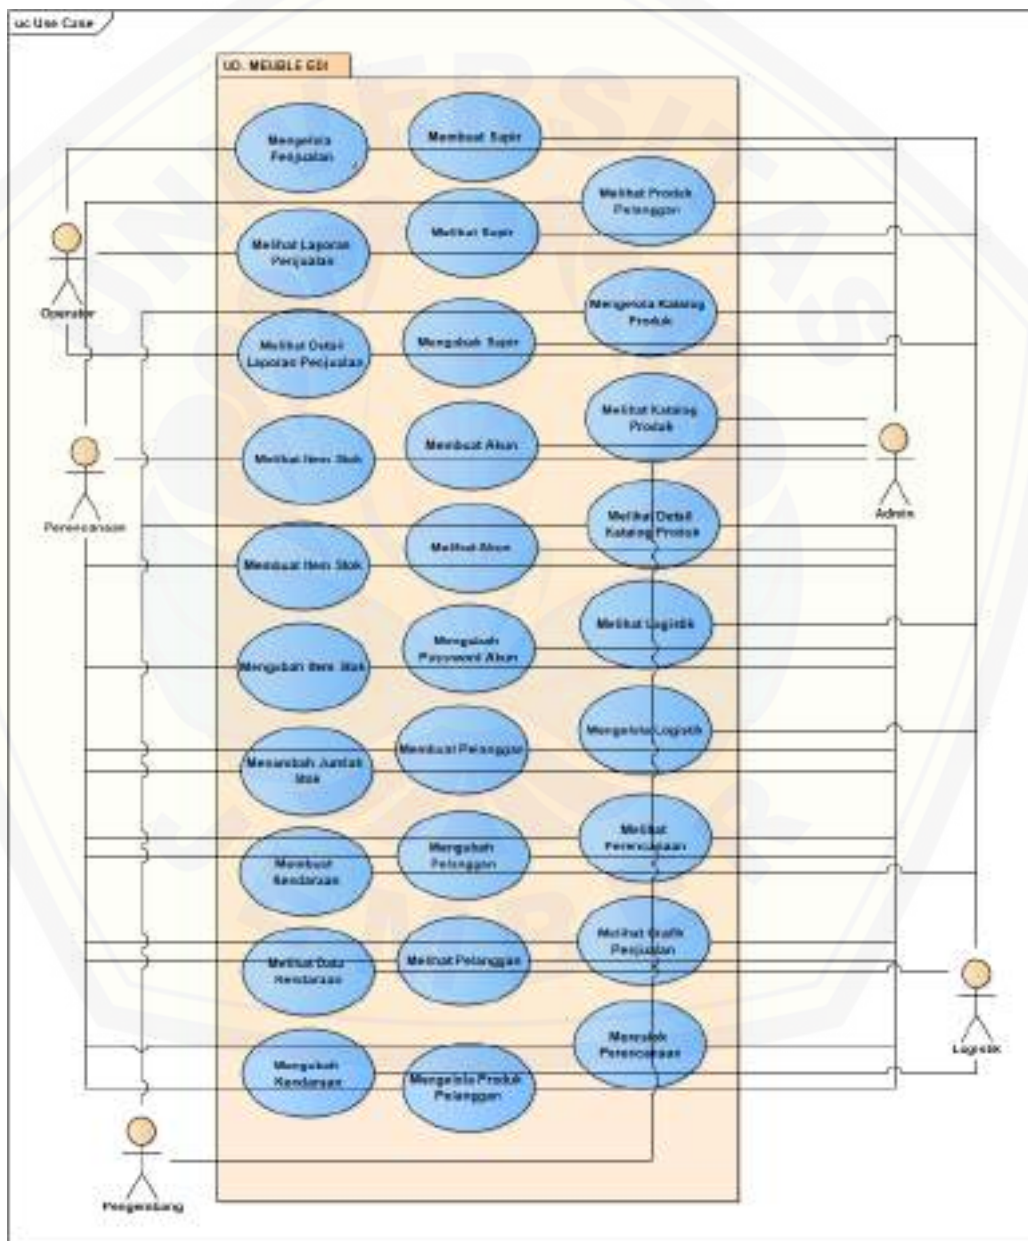 uc Use Case
UD. MEUBLE EDI
Mengelola
Penjualan
Membuat Supir
Melihat Produk
Pelanggan
Melihat Laporan
Penjualan
Melihat Supir
Operator
Mengelola Katalog
Produk
Melihat Detail
Laporan Penjualan
Mengubah Supir
Melihat Katalog
Produk
Melihat Item Stok
Membuat Akun
Perencanaan
Admin
Melihat Detail
Katalog Produk
Membuat Item Stok
Melihat Akun
Melihat Logistik
Mengubah Item Stok
Mengubah
Password Akun
Mengelola Logistik
Menambah Jumlah
Stok
Membuat Pelanggan
Melihat
Perencanaan
Membuat
Kendaraan
Mengubah
Pelanggan
Melihat Grafik
Penjualan
Melihat Data
Kendaraan
Melihat Pelanggan
Mencetak
Perencanaan
Logistik
Mengubah
Kendaraan
Mengelola Produk
Pelanggan
Pengembang
UNIVERSITAS
JEMBER